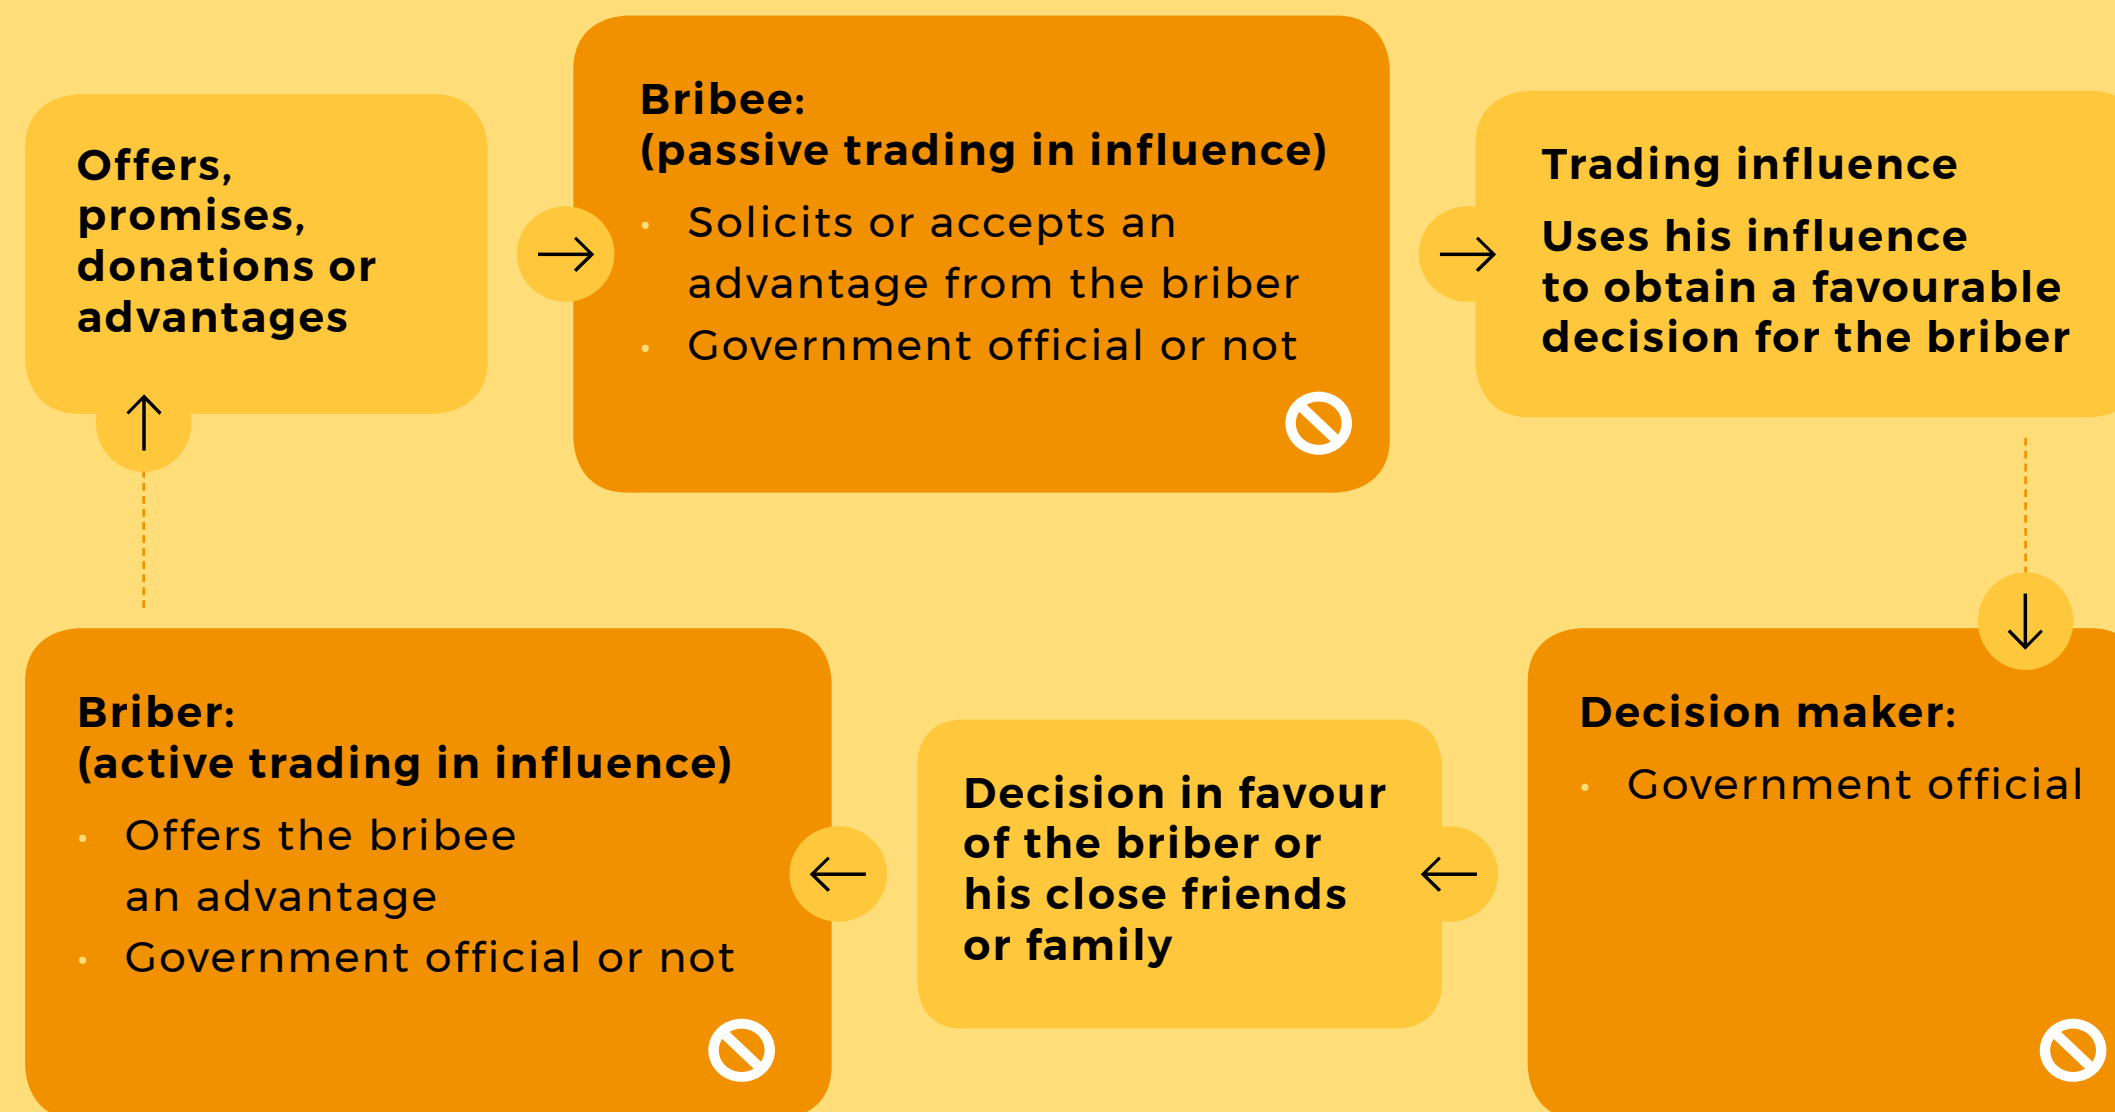 Offers,
promises,
donations or
advantages
Bribee:
(passive trading in influence)
• Solicits or accepts an
advantage from the briber
• Government official or not
Trading influence
Uses his influence
to obtain a favourable
decision for the briber
Briber:
(active trading in influence)
• Offers the bribee
an advantage
• Government official or not
Decision in favour
of the briber or
his close friends
or family
Decision maker:
• Government official